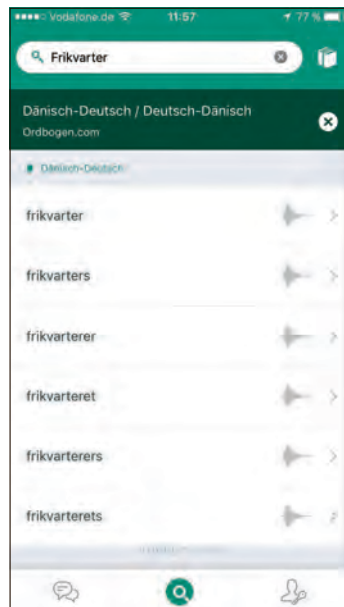 Vodafone.de 11:57 77 %
Frikvarter
Dänisch-Deutsch / Deutsch-Dänisch
Ordbogen.com
Dänisch-Deutsch
frikvarter
frikvarters
frikvarterer
frikvarteret
frikvarterers
frikvarterets